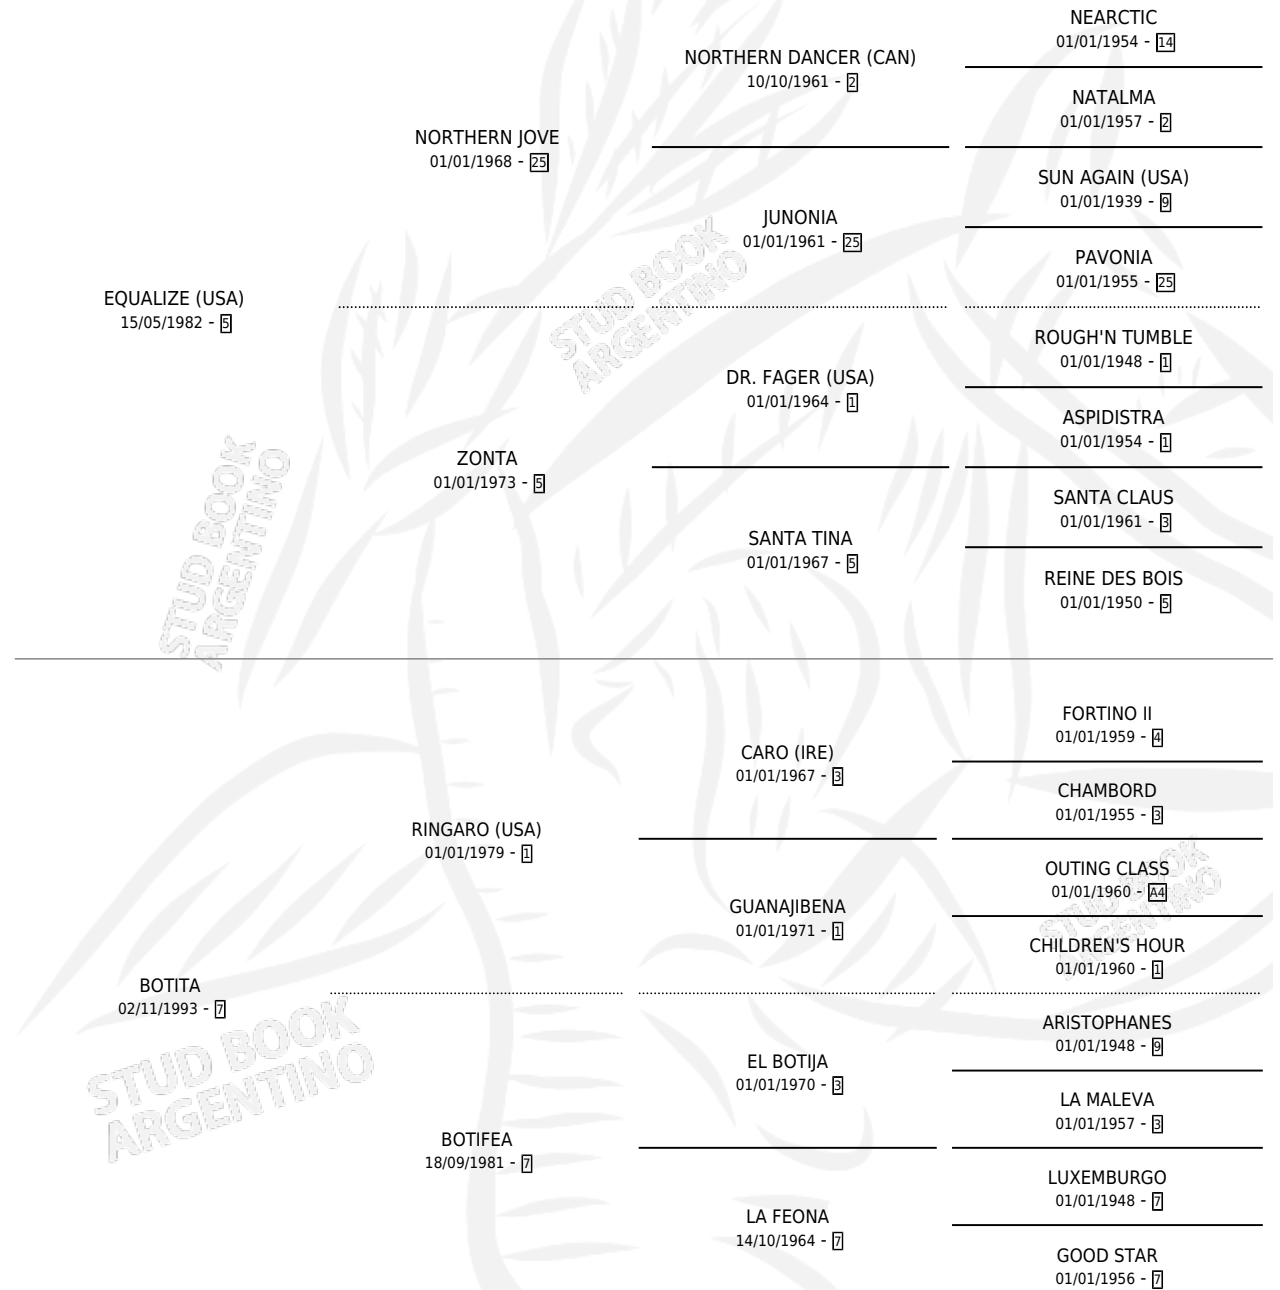 NEARCTIC
01/01/1954 - 14
NORTHERN DANCER (CAN)
10/10/1961 - 2
NATALMA
01/01/1957 - 2
NORTHERN JOVE
01/01/1968 - 25
SUN AGAIN (USA)
01/01/1939 - 9
JUNONIA
01/01/1961 - 25
PAVONIA
01/01/1955 - 25
EQUALIZE (USA)
15/05/1982 - 5
ROUGH'N TUMBLE
01/01/1948 - 1
DR. FAGER (USA)
01/01/1964 - 1
ASPIDISTRA
01/01/1954 - 1
ZONTA
01/01/1973 - 5
SANTA CLAUS
01/01/1961 - 3
SANTA TINA
01/01/1967 - 5
REINE DES BOIS
01/01/1950 - 5
FORTINO II
01/01/1959 - 4
CARO (IRE)
01/01/1967 - 3
CHAMBORD
01/01/1955 - 3
RINGARO (USA)
01/01/1979 - 1
OUTING CLASS
01/01/1960 - A4
GUANAJIBENA
01/01/1971 - 1
CHILDREN'S HOUR
01/01/1960 - 1
BOTITA
02/11/1993 - 7
ARISTOPHANES
01/01/1948 - 9
EL BOTIJA
01/01/1970 - 3
LA MALEVA
01/01/1957 - 3
BOTIFEA
18/09/1981 - 7
LUXEMBURGO
01/01/1948 - 7
LA FEONA
14/10/1964 - 7
GOOD STAR
01/01/1956 - 7
STUD BOOK
ARGENTINO
STUD BOOK
ARGENTINO
STUD BOOK
ARGENTINO
STUD BOOK
ARGENTINO